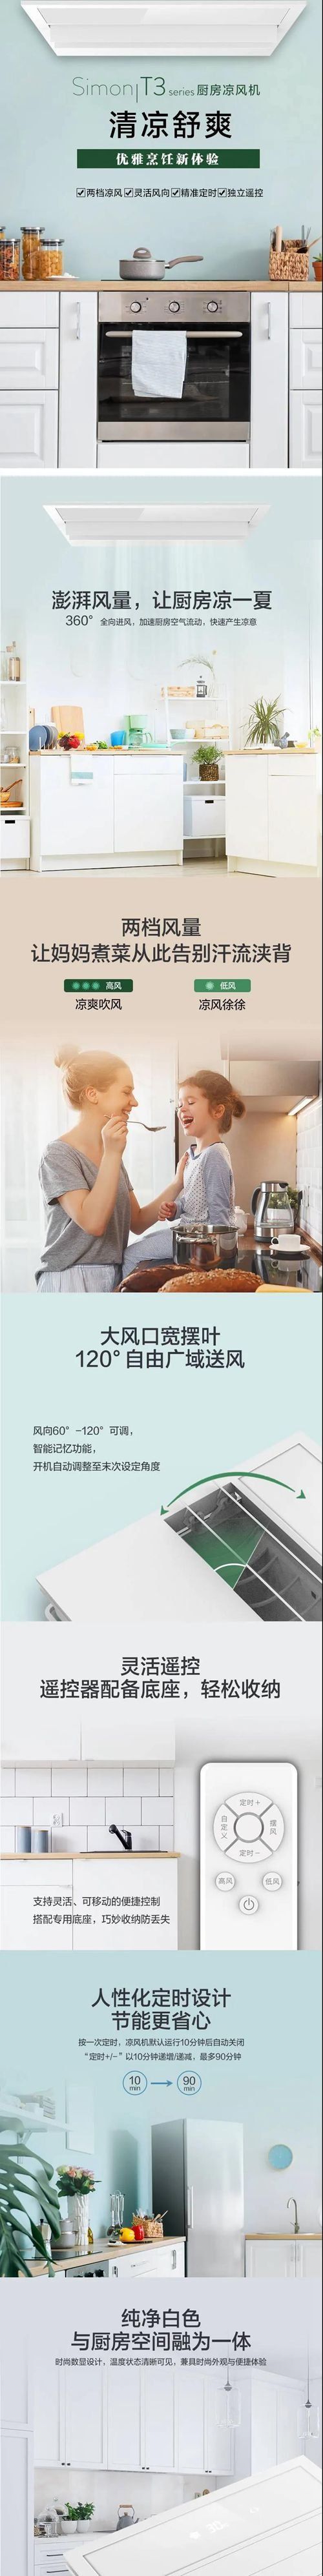 Simon|T3 series 厨房凉风机
清凉舒爽
优雅烹饪新体验
两档凉风 灵活风向 精准定时 独立遥控
澎湃风量，让厨房凉一夏
360° 全向进风，加速厨房空气流动，快速产生凉意
两档风量
让妈妈煮菜从此告别汗流浃背
高风 低风
凉爽吹风 凉风徐徐
大风口宽摆叶
120°自由广域送风
风向60°-120°可调，
智能记忆功能，
开机自动调整至末次设定角度
灵活遥控
遥控器配备底座，轻松收纳
定时+
自定义
摆风
定时-
高风 低风
支持灵活、可移动的便捷控制
搭配专用底座，巧妙收纳防丢失
人性化定时设计
节能更省心
按一次定时，凉风机默认运行10分钟后自动关闭
“定时+/-”以10分钟递增/递减，最多90分钟
10 min 90 min
纯净白色
与厨房空间融为一体
时尚数显设计，温度状态清晰可见，兼具时尚外观与便捷体验
30